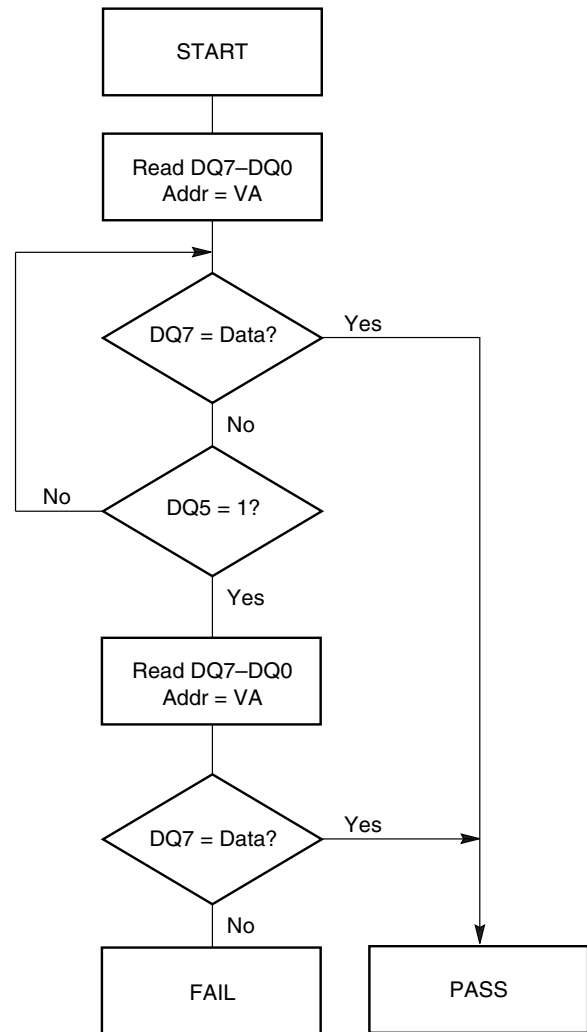 START
Read DQ7–DQ0
Addr = VA
DQ7 = Data?
Yes
No
No
DQ5 = 1?
Yes
Read DQ7–DQ0
Addr = VA
DQ7 = Data?
Yes
No
FAIL
PASS